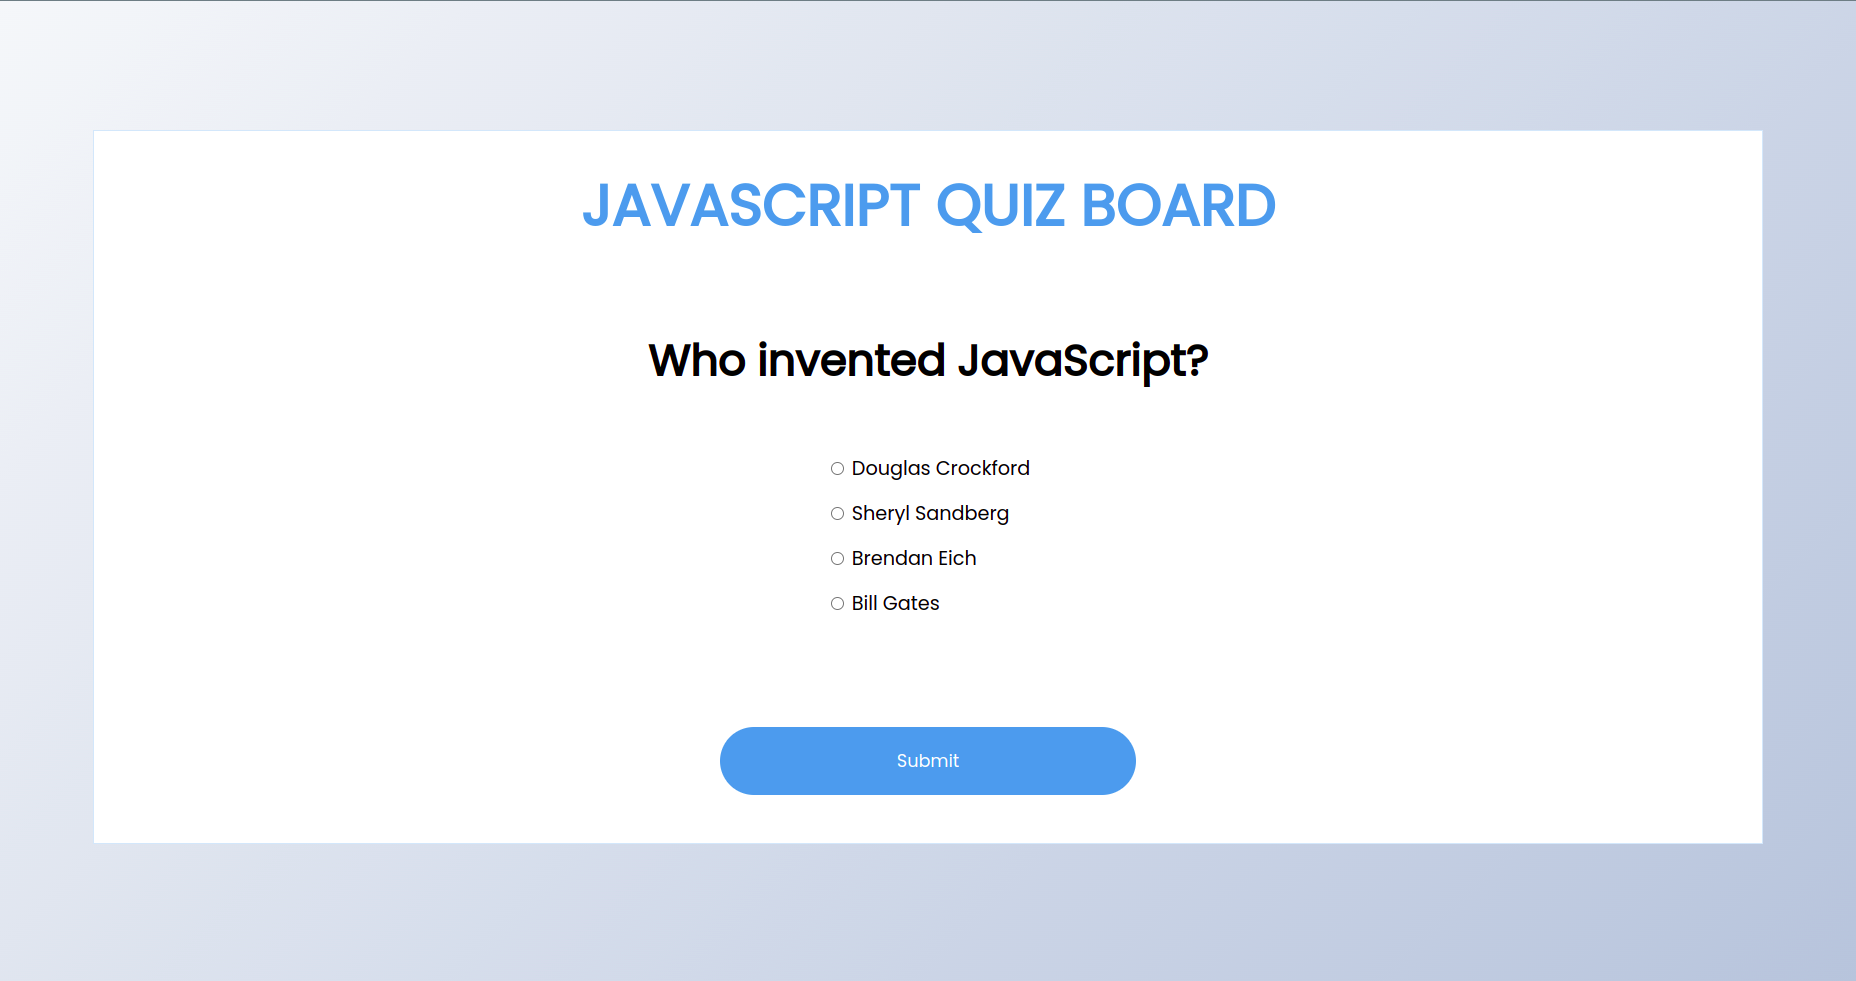 JAVASCRIPT QUIZ BOARD
Who invented JavaScript?
Douglas Crockford
Sheryl Sandberg
Brendan Eich
Bill Gates
Submit